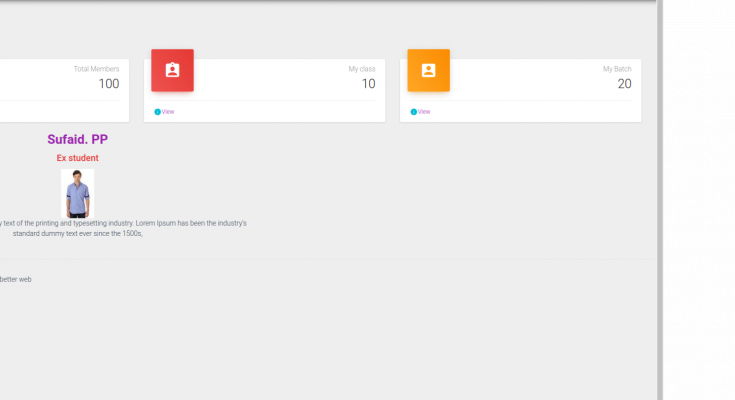 Total Members
100
My class
10
My Batch
20
View
View
Sufaid. PP
Ex student
text of the printing and typesetting industry. Lorem Ipsum has been the industry's
standard dummy text ever since the 1500s,
better web